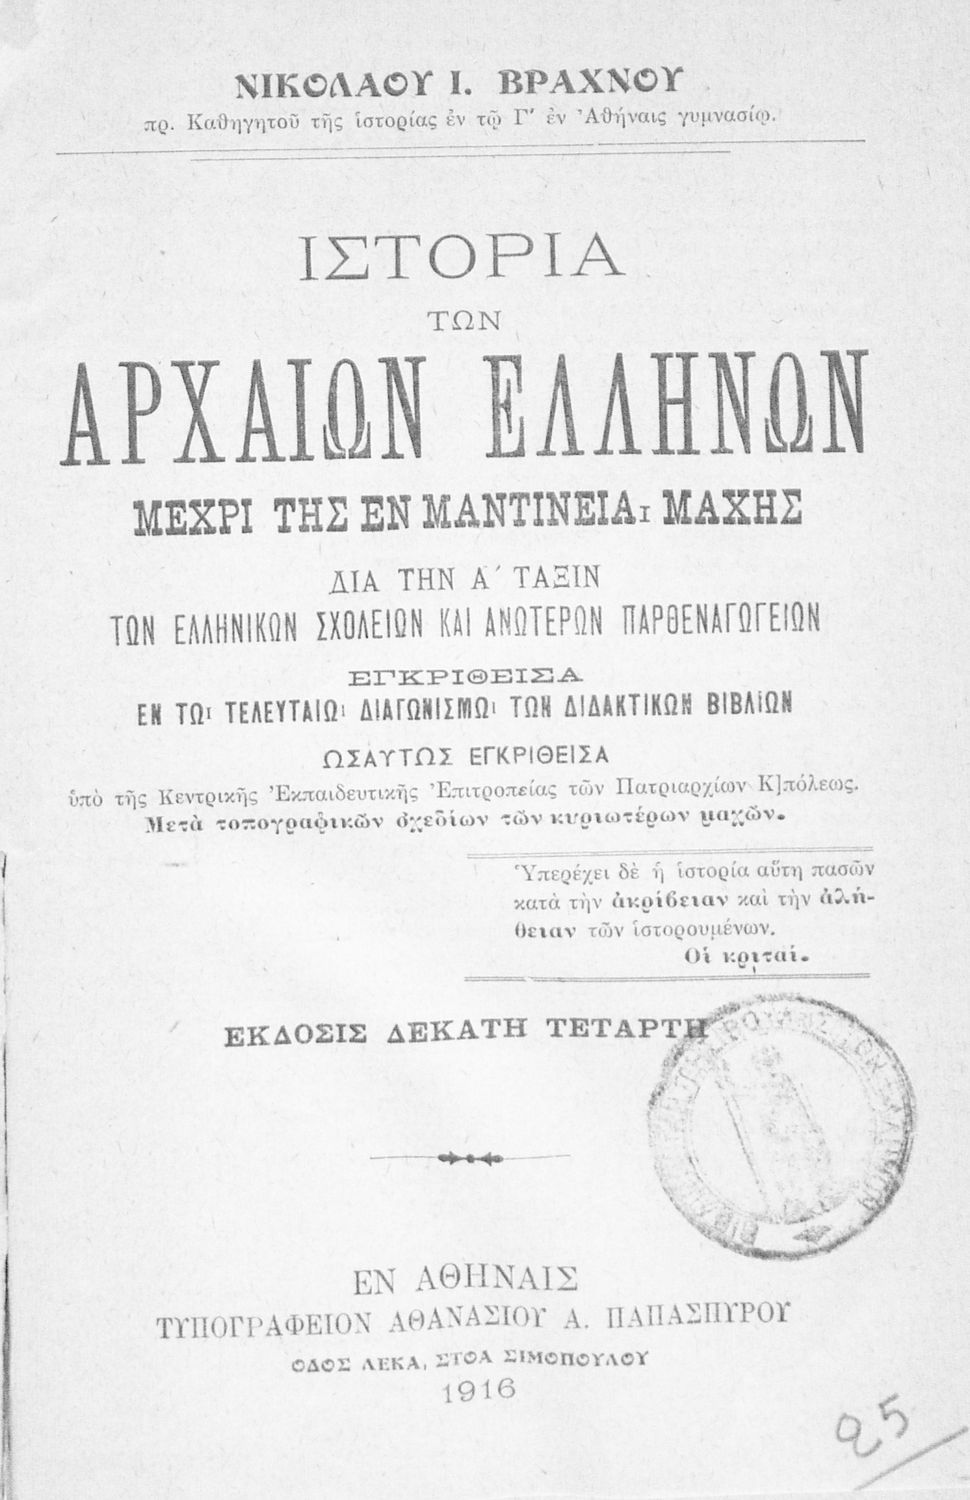 ΝΙΚΟΛΑΟΥ Ι. ΒΡΑΧΝΟΥ
πρ. Καθηγητοῦ τῆς ἱστορίας ἐν τῷ Γ′ ἐν Ἀθήναις γυμνασίῳ.
ΙΣΤΟΡΙΑ
ΤΩΝ
ΑΡΧΑΙΩΝ ΕΛΛΗΝΩΝ
ΜΕΧΡΙ ΤΗΣ ΕΝ ΜΑΝΤΙΝΕΙΑι ΜΑΧΗΣ
ΔΙΑ ΤΗΝ Α΄ ΤΑΞΙΝ
ΤΩΝ ΕΛΛΗΝΙΚΩΝ ΣΧΟΛΕΙΩΝ ΚΑΙ ΑΝΩΤΕΡΩΝ ΠΑΡΘΕΝΑΓΩΓΕΙΩΝ
ΕΓΚΡΙΘΕΙΣΑ
ΕΝ ΤΩι ΤΕΛΕΥΤΑΙΩι ΔΙΑΓΩΝΙΣΜΩι ΤΩΝ ΔΙΔΑΚΤΙΚΩΝ ΒΙΒΛΙΩΝ
ΩΣΑΥΤΩΣ ΕΓΚΡΙΘΕΙΣΑ
ὑπὸ τῆς Κεντρικῆς Ἐκπαιδευτικῆς Ἐπιτροπείας τῶν Πατριαρχίων Κ]πόλεως.
Μετὰ τοπογραφικῶν σχεδίων τῶν κυριωτέρων μαχῶν.
Ὑπερέχει δὲ ἡ ἱστορία αὕτη πασῶν
κατὰ τὴν ἀκρίβειαν καὶ τὴν ἀλή-
θειαν τῶν ἱστορουμένων.
Οἱ κριταί.
ΕΚΔΟΣΙΣ ΔΕΚΑΤΗ ΤΕΤΑΡΤΗ
ΕΝ ΑΘΗΝΑΙΣ
ΤΥΠΟΓΡΑΦΕΙΟΝ ΑΘΑΝΑΣΙΟΥ Α. ΠΑΠΑΣΠΥΡΟΥ
ΟΔΟΣ ΛΕΚΑ, ΣΤΟΑ ΣΙΜΟΠΟΥΛΟΥ
1916
25